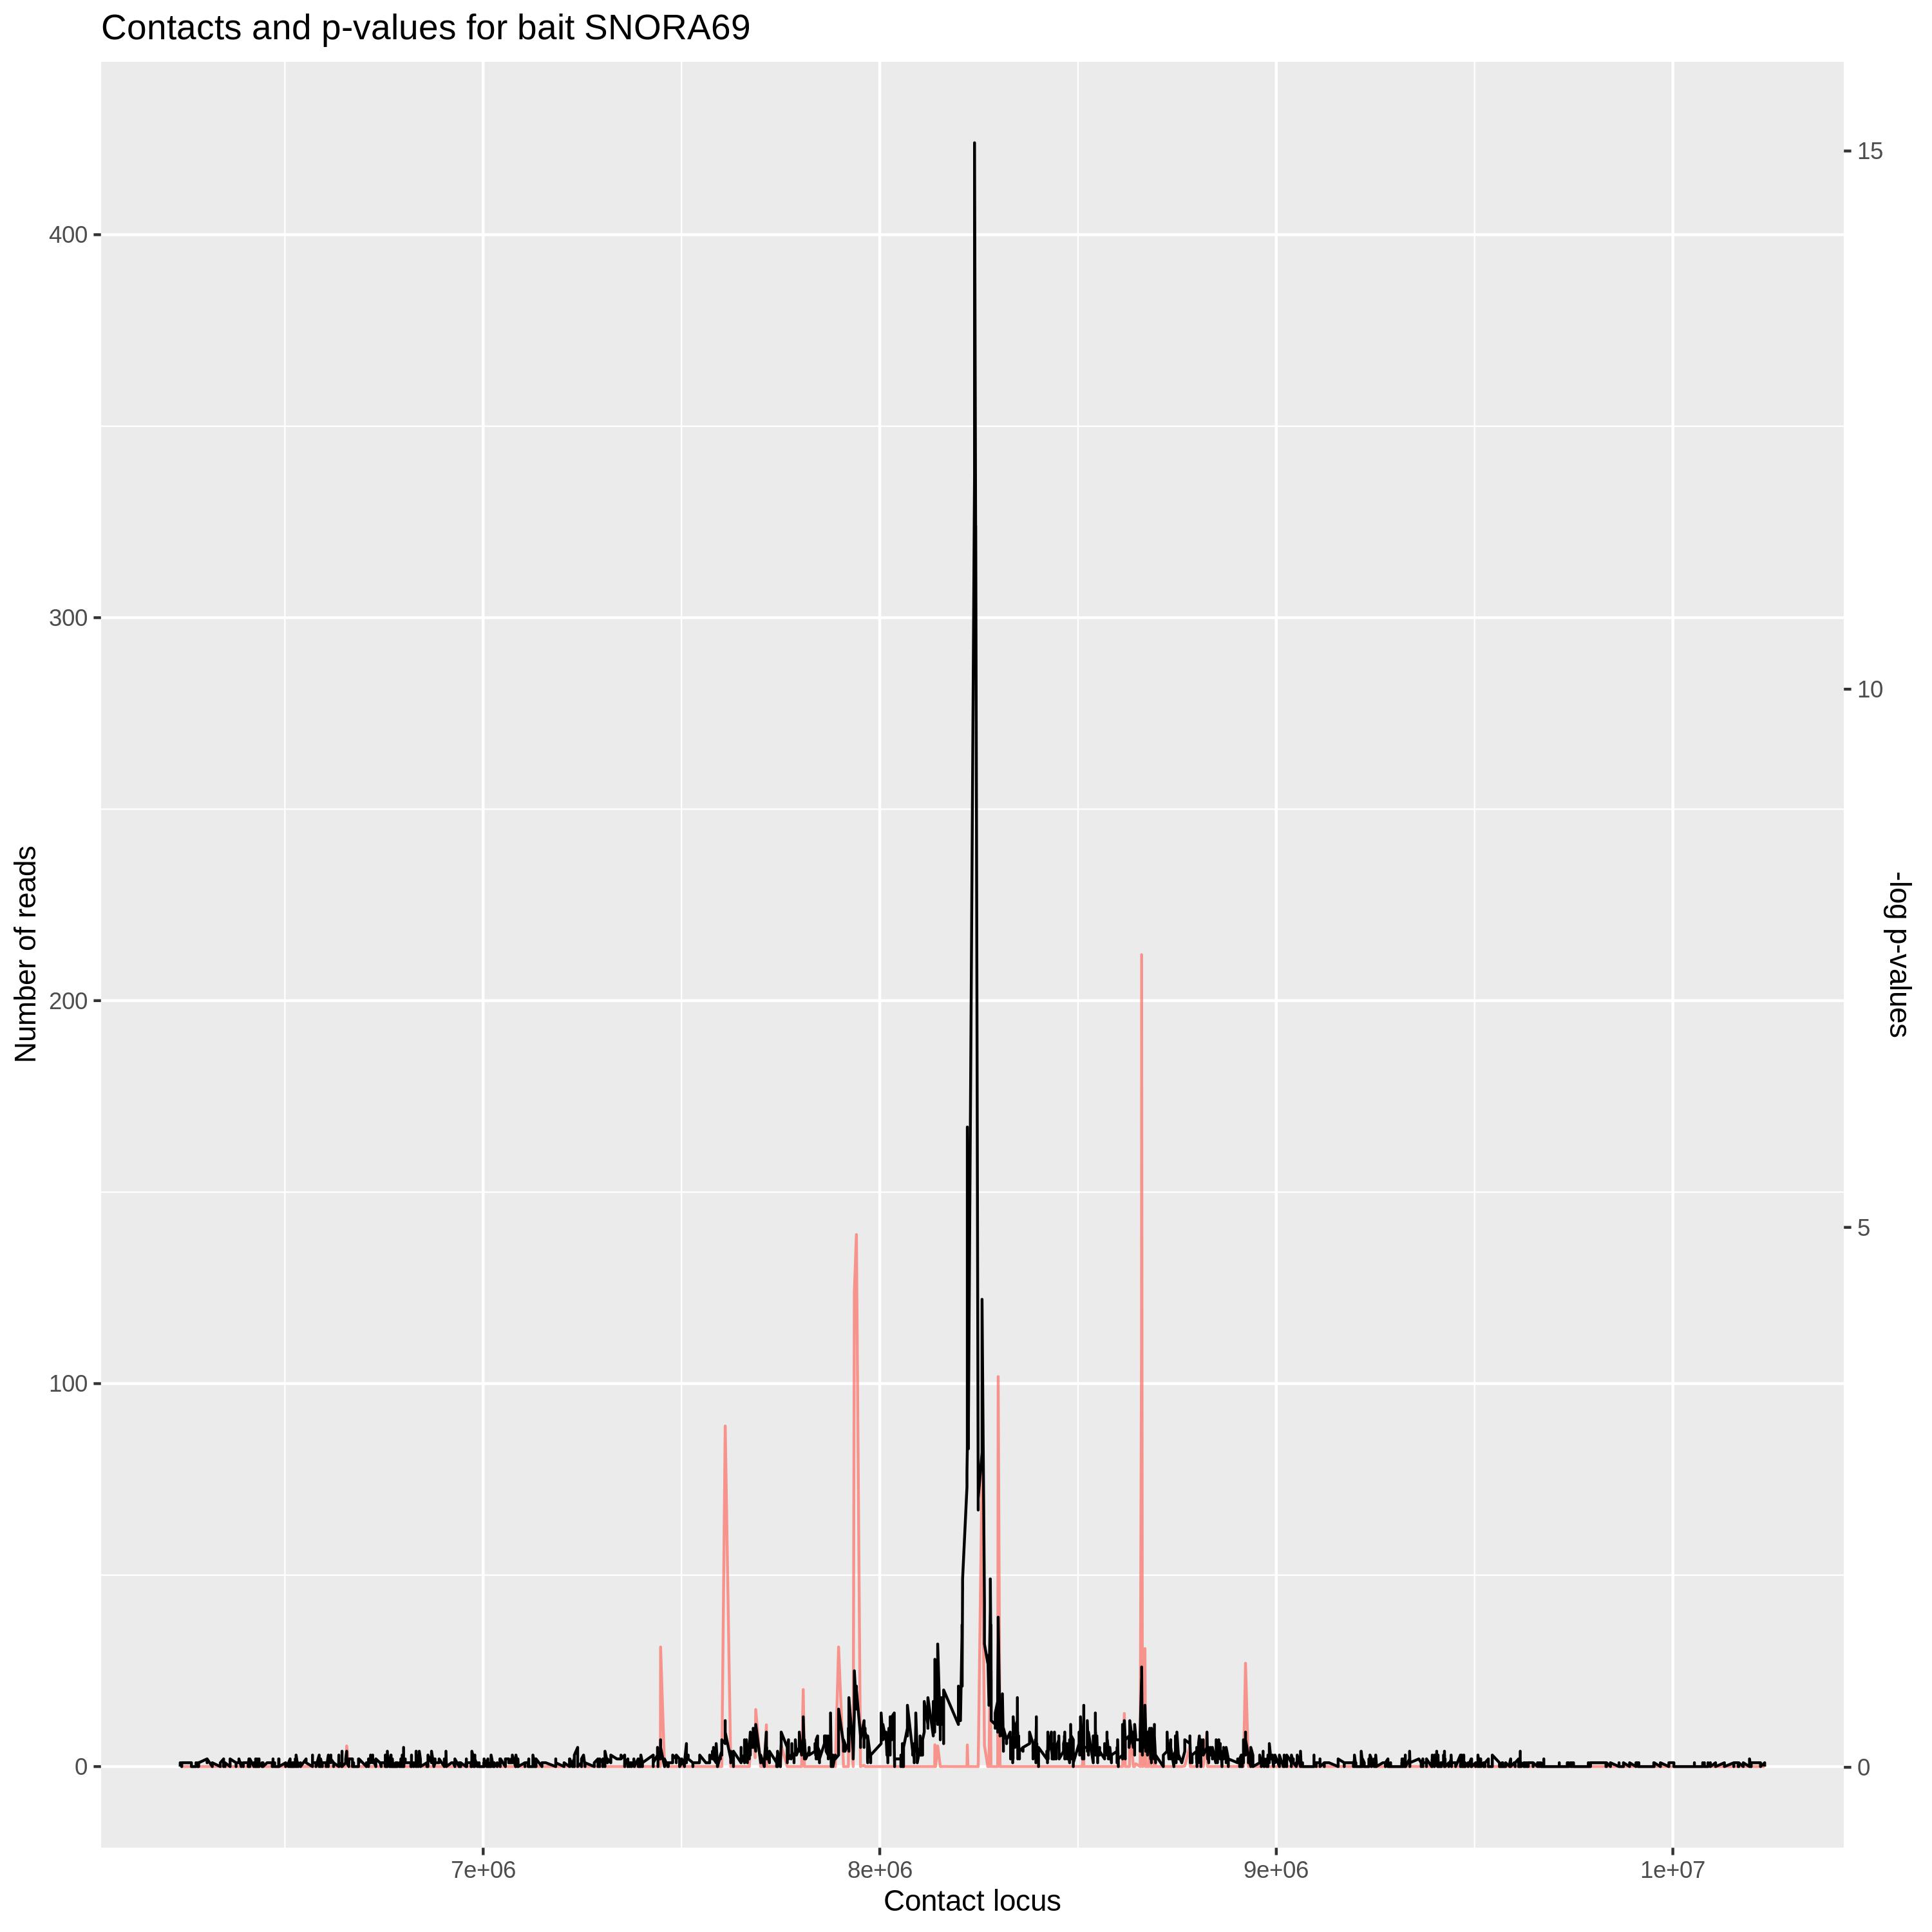 Contacts and p-values for bait SNORA69
400
300
200
100
0
Number of reads
15
10
5
0
-log p-values
7e+06
8e+06
9e+06
1e+07
Contact locus